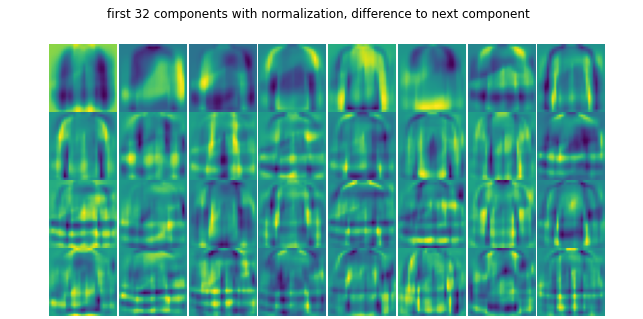 first 32 components with normalization, difference to next component